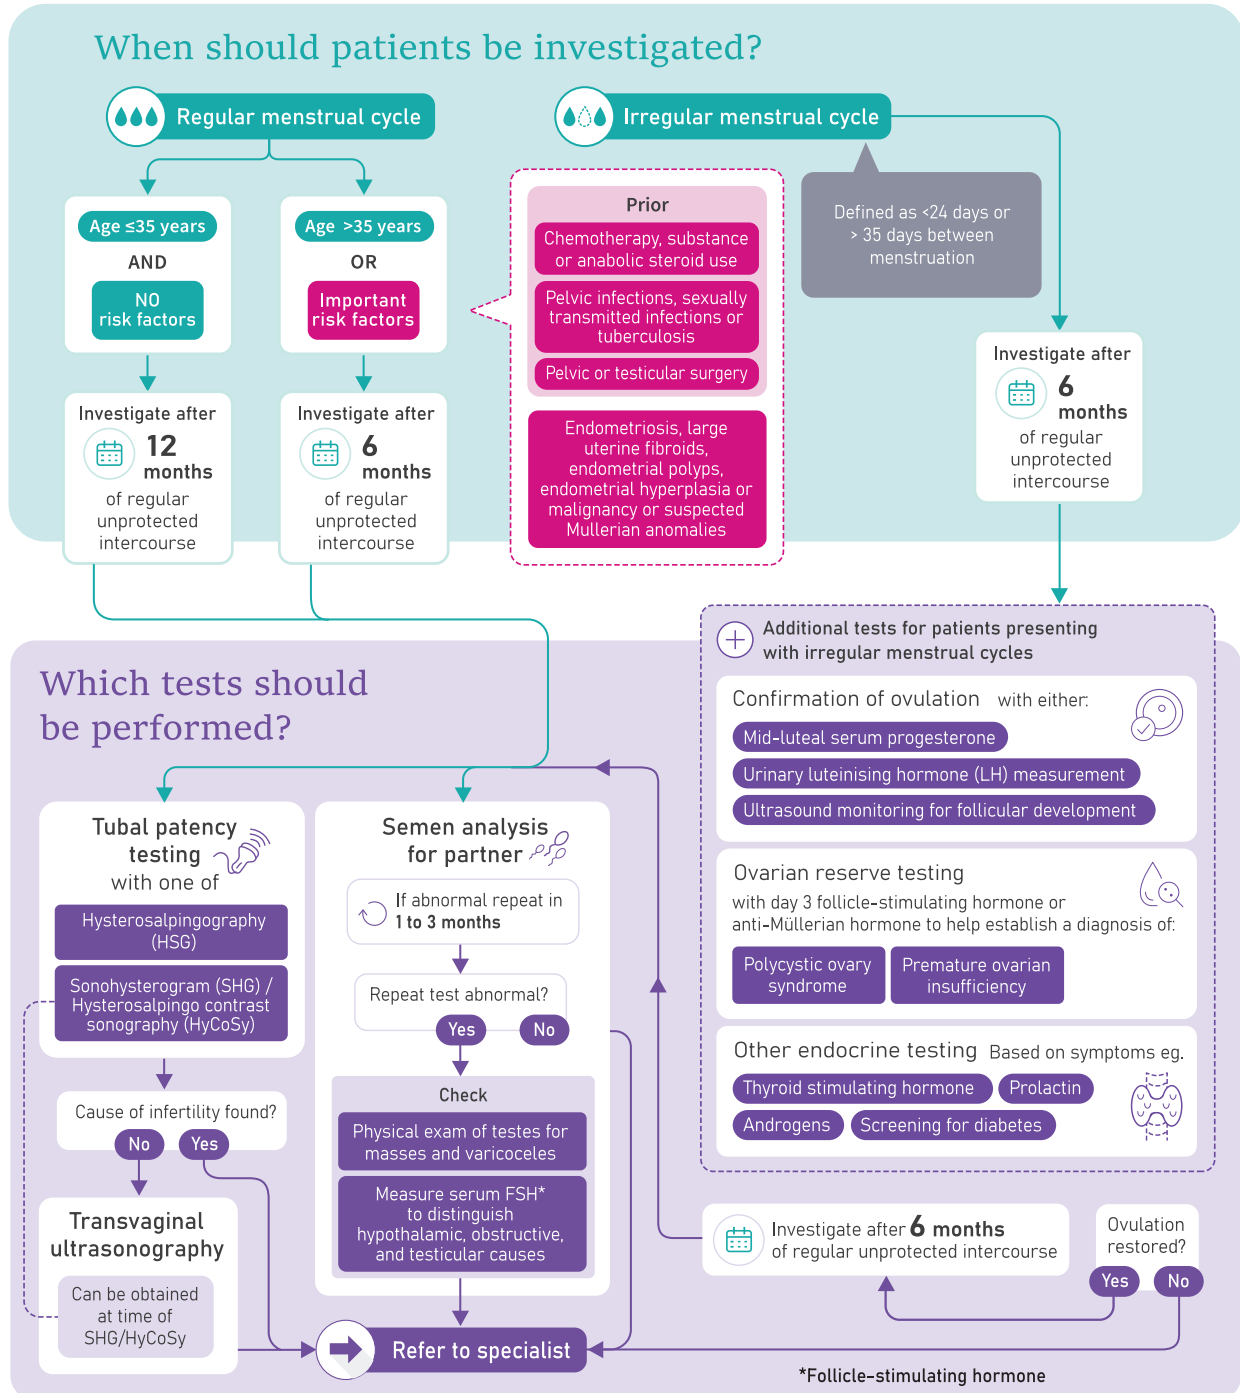 When should patients be investigated?
Regular menstrual cycle
Age ≤35 years
AND
NO
risk factors
Investigate after
12
months
of regular
unprotected
intercourse
Age >35 years
OR
Important
risk factors
Investigate after
6
months
of regular
unprotected
intercourse
Prior
Chemotherapy, substance
or anabolic steroid use
Pelvic infections, sexually
transmitted infections or
tuberculosis
Pelvic or testicular surgery
Endometriosis, large
uterine fibroids,
endometrial polyps,
endometrial hyperplasia or
malignancy or suspected
Mullerian anomalies
Irregular menstrual cycle
Defined as <24 days or
> 35 days between
menstruation
Investigate after
6
months
of regular
unprotected
intercourse
Which tests should
be performed?
Tubal patency
testing
with one of
Hysterosalpingography
(HSG)
Sonohysterogram (SHG) /
Hysterosalpingo contrast
sonography (HyCoSy)
Cause of infertility found?
No Yes
Transvaginal
ultrasonography
Can be obtained
at time of
SHG/HyCoSy
Semen analysis
for partner
If abnormal repeat in
1 to 3 months
Repeat test abnormal?
Yes No
Check
Physical exam of testes for
masses and varicoceles
Measure serum FSH*
to distinguish
hypothalamic, obstructive,
and testicular causes
Refer to specialist
Additional tests for patients presenting
with irregular menstrual cycles
Confirmation of ovulation with either:
Mid-luteal serum progesterone
Urinary luteinising hormone (LH) measurement
Ultrasound monitoring for follicular development
Ovarian reserve testing
with day 3 follicle-stimulating hormone or
anti-Müllerian hormone to help establish a diagnosis of:
Polycystic ovary
syndrome
Premature ovarian
insufficiency
Other endocrine testing Based on symptoms eg.
Thyroid stimulating hormone Prolactin
Androgens Screening for diabetes
Ovulation
restored?
Yes No
Investigate after 6 months
of regular unprotected intercourse
*Follicle-stimulating hormone